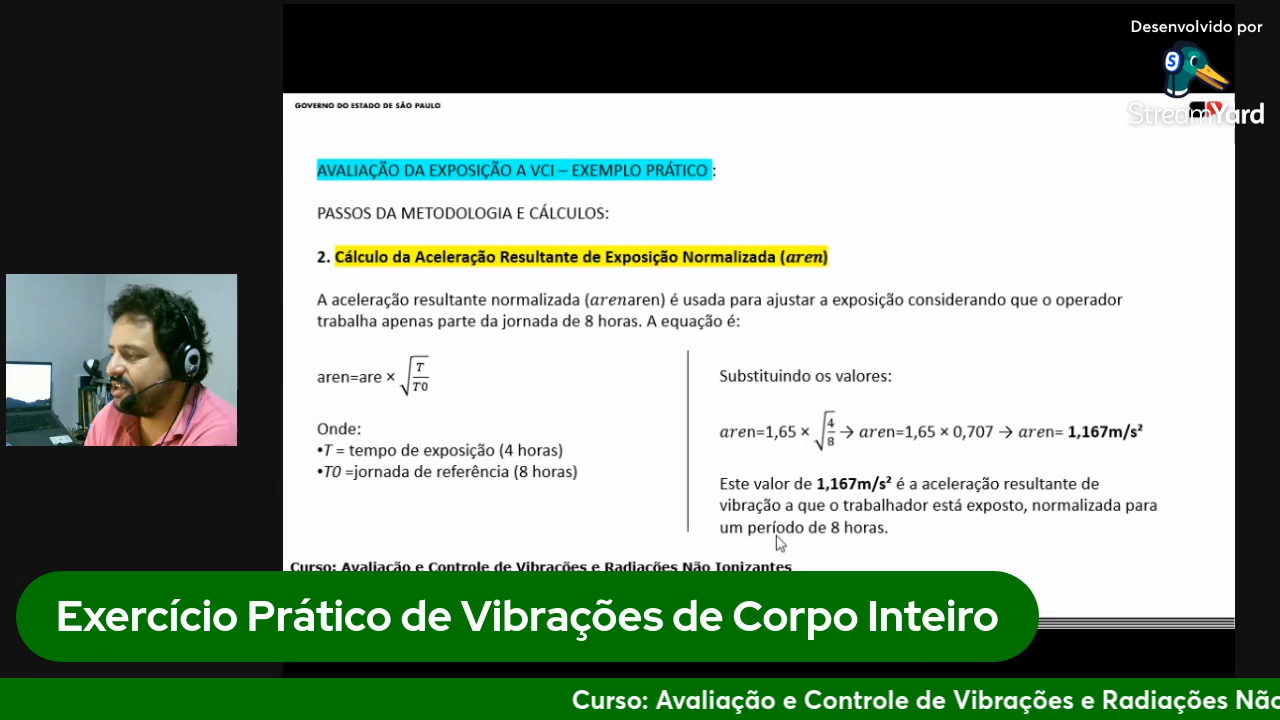 Desenvolvido por
StreamYard
GOVERNO DO ESTADO DE SÃO PAULO
AVALIAÇÃO DA EXPOSIÇÃO A VCI – EXEMPLO PRÁTICO :
PASSOS DA METODOLOGIA E CÁLCULOS:
2. Cálculo da Aceleração Resultante de Exposição Normalizada (aren)
A aceleração resultante normalizada (arenaren) é usada para ajustar a exposição considerando que o operador
trabalha apenas parte da jornada de 8 horas. A equação é:
aren=are × √(T/T0)
Onde:
•T = tempo de exposição (4 horas)
•T0 =jornada de referência (8 horas)
Substituindo os valores:
aren=1,65 × √(4/8) → aren=1,65 × 0,707 → aren= 1,167m/s²
Este valor de 1,167m/s² é a aceleração resultante de
vibração a que o trabalhador está exposto, normalizada para
um período de 8 horas.
Curso: Avaliação e Controle de Vibrações e Radiações Não Ionizantes
Exercício Prático de Vibrações de Corpo Inteiro
Curso: Avaliação e Controle de Vibrações e Radiações Não